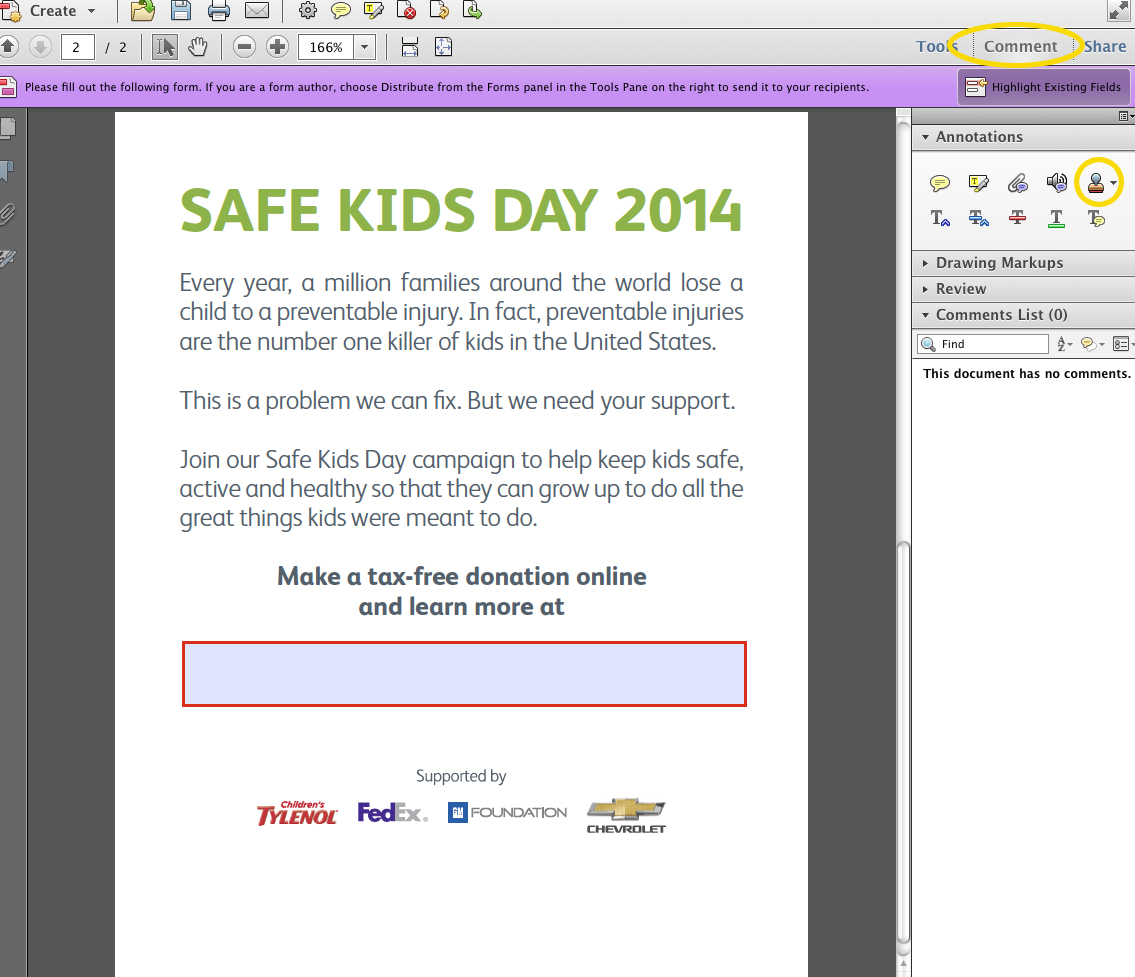 Create
2 / 2
166%
Tools
Comment
Share
Please fill out the following form. If you are a form author, choose Distribute from the Forms panel in the Tools Pane on the right to send it to your recipients.
Highlight Existing Fields
SAFE KIDS DAY 2014
Every year, a million families around the world lose a
child to a preventable injury. In fact, preventable injuries
are the number one killer of kids in the United States.
This is a problem we can fix. But we need your support.
Join our Safe Kids Day campaign to help keep kids safe,
active and healthy so that they can grow up to do all the
great things kids were meant to do.
Make a tax-free donation online
and learn more at
Supported by
Children's
TYLENOL
FedEx®
GM FOUNDATION
CHEVROLET
Annotations
Drawing Markups
Review
Comments List (0)
Find
This document has no comments.